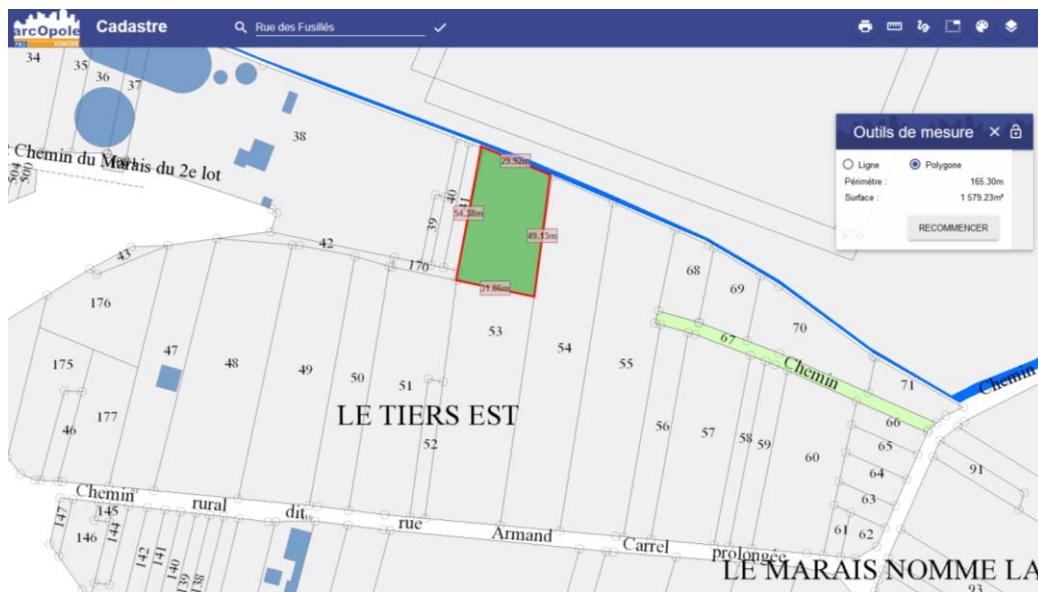 arcOpole
PRO FONCIER
Cadastre
Rue des Fusillés
Outils de mesure
Ligne
Polygone
Périmètre :
165.30m
Surface :
1 579.23m²
RECOMMENCER
876
34
35
36
37
38
Chemin du Marais du 2e lot
504
500
29.92m
54.38m
49.13m
31.86m
40
41
39
42
170
43
176
175
177
46
47
48
49
50
51
52
53
54
55
56
57
58
59
60
61
62
63
64
65
66
67
68
69
70
71
Chemin
Chemin
91
LE TIERS EST
Chemin
rural
dit
rue
Armand
Carrel
prolongée
147
145
146
144
142
141
140
139
138
LE MARAIS NOMME LA
93